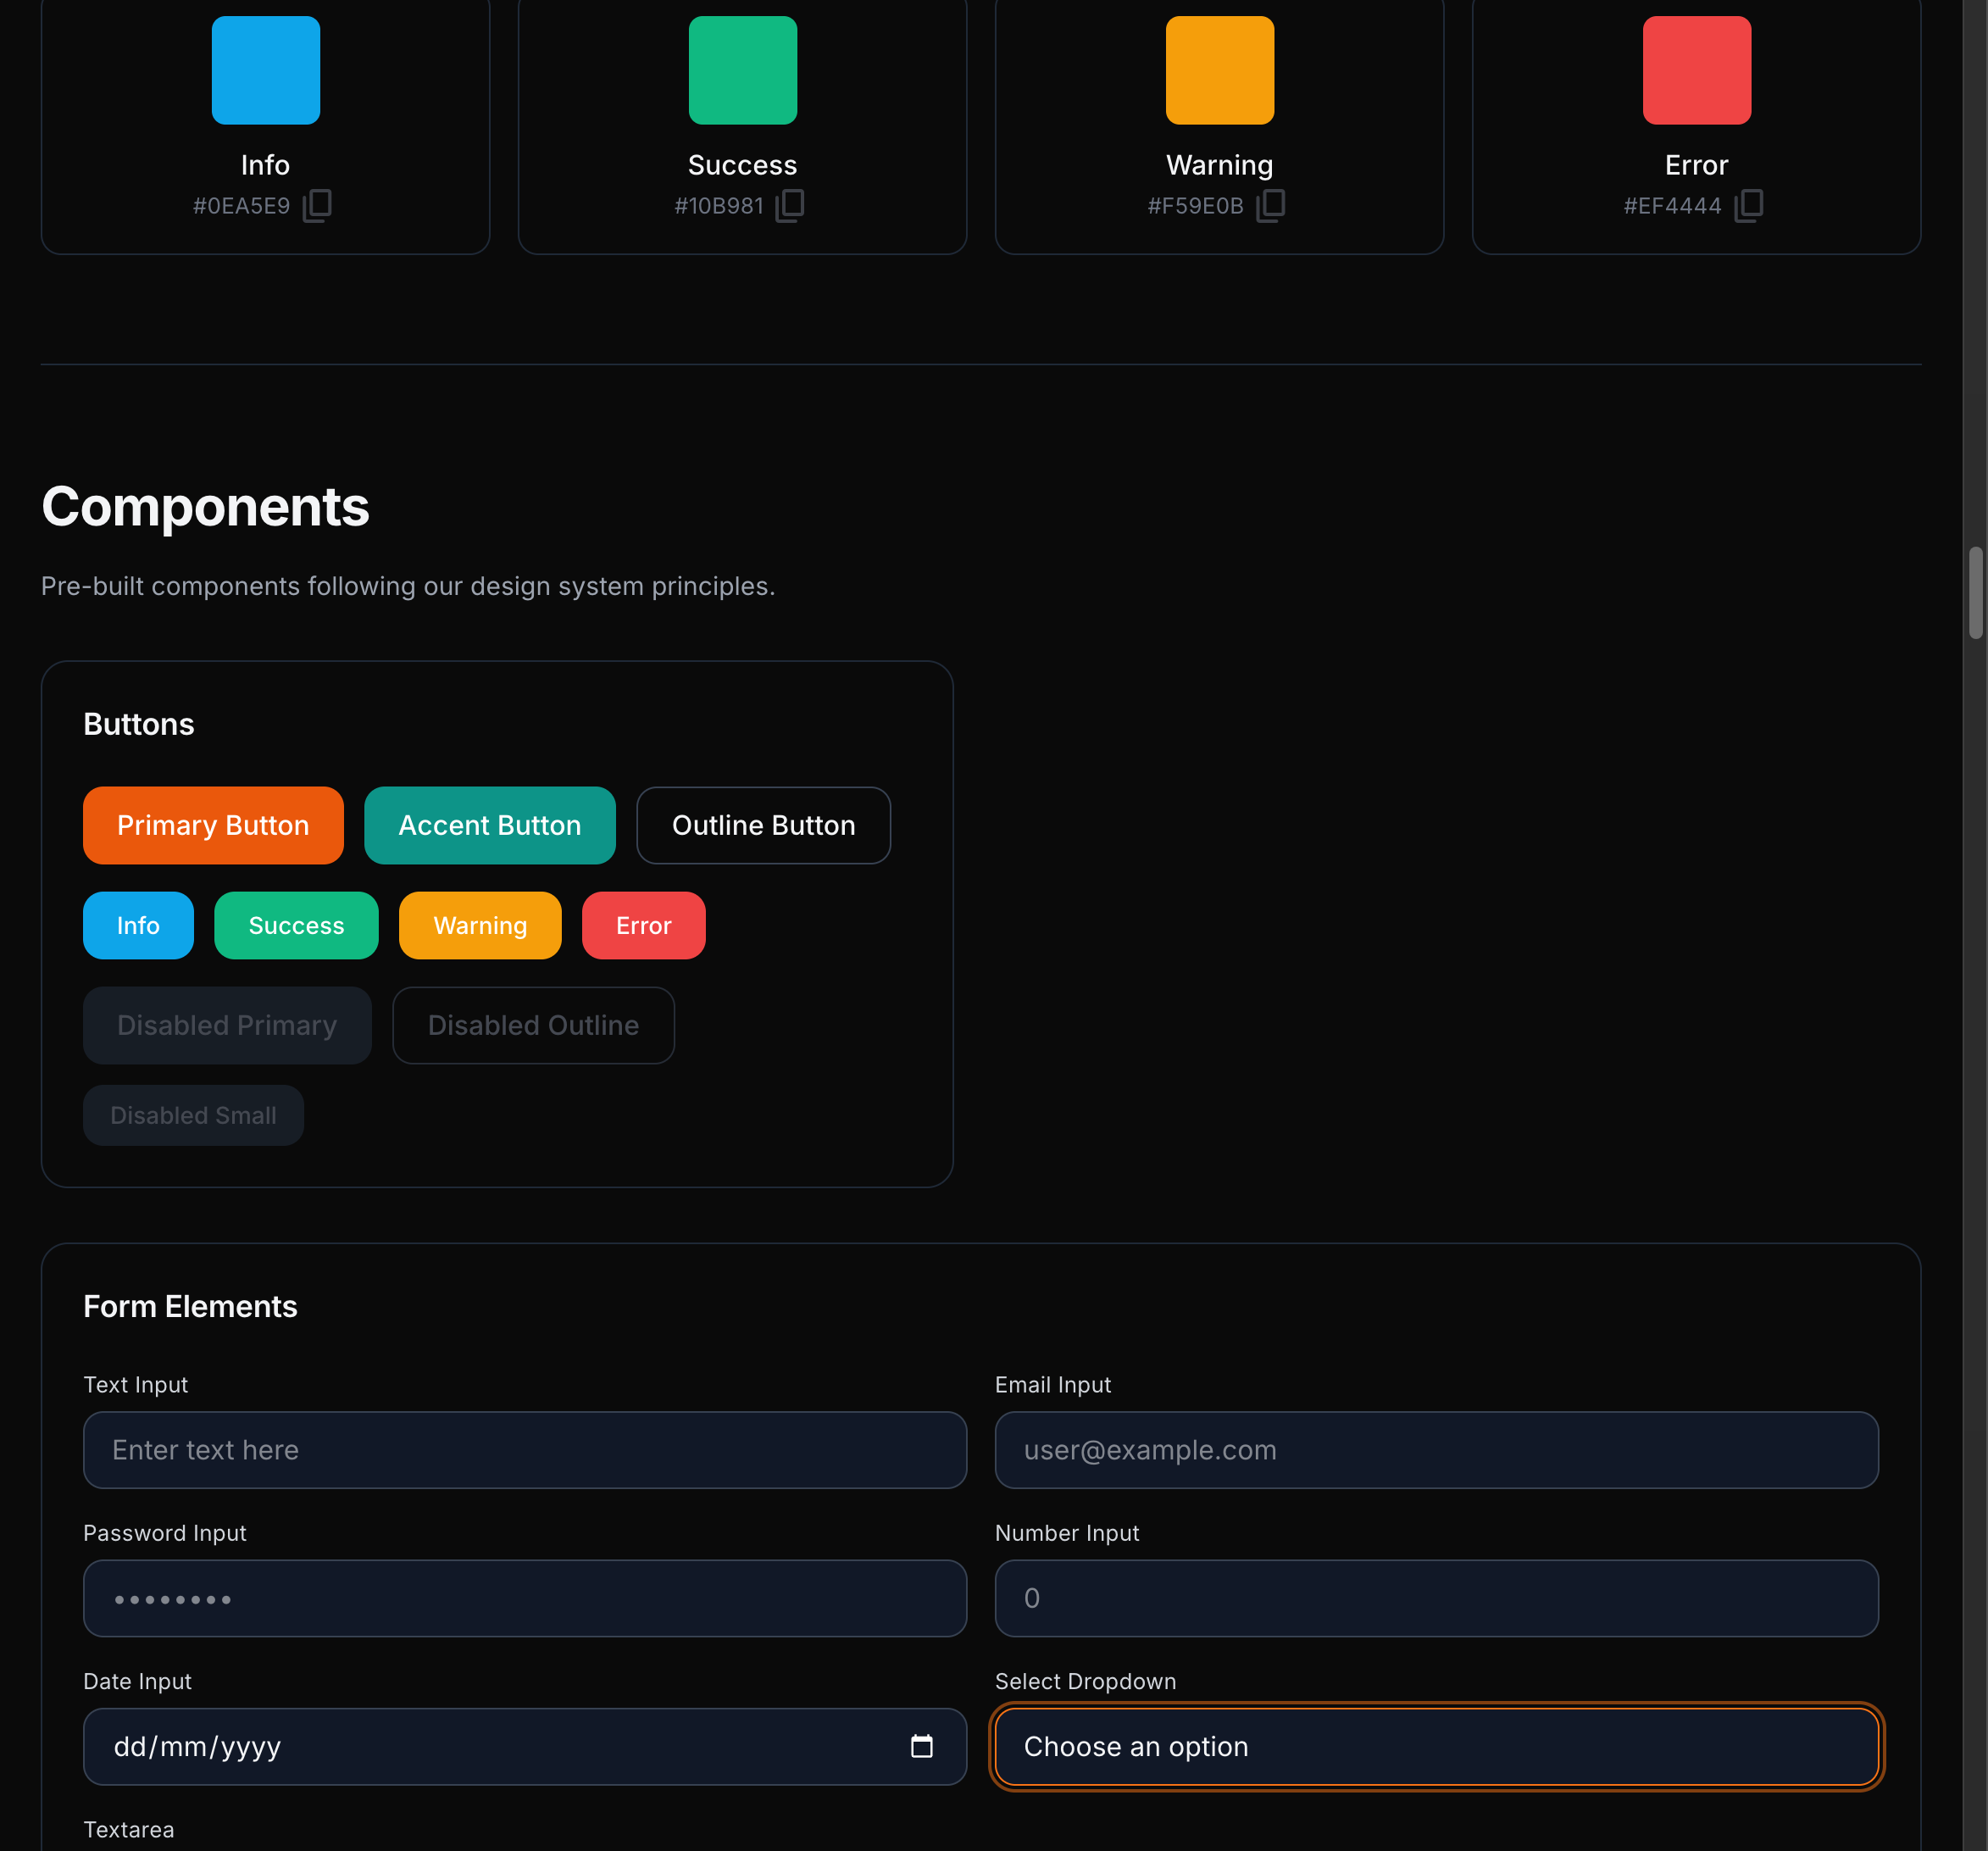 Info
#0EA5E9
Success
#10B981
Warning
#F59E0B
Error
#EF4444
Components
Pre-built components following our design system principles.
Buttons
Primary Button
Accent Button
Outline Button
Info
Success
Warning
Error
Disabled Primary
Disabled Outline
Disabled Small
Form Elements
Text Input
Email Input
Enter text here
user@example.com
Password Input
Number Input
••••••••
0
Date Input
Select Dropdown
dd/mm/yyyy
Choose an option
Textarea